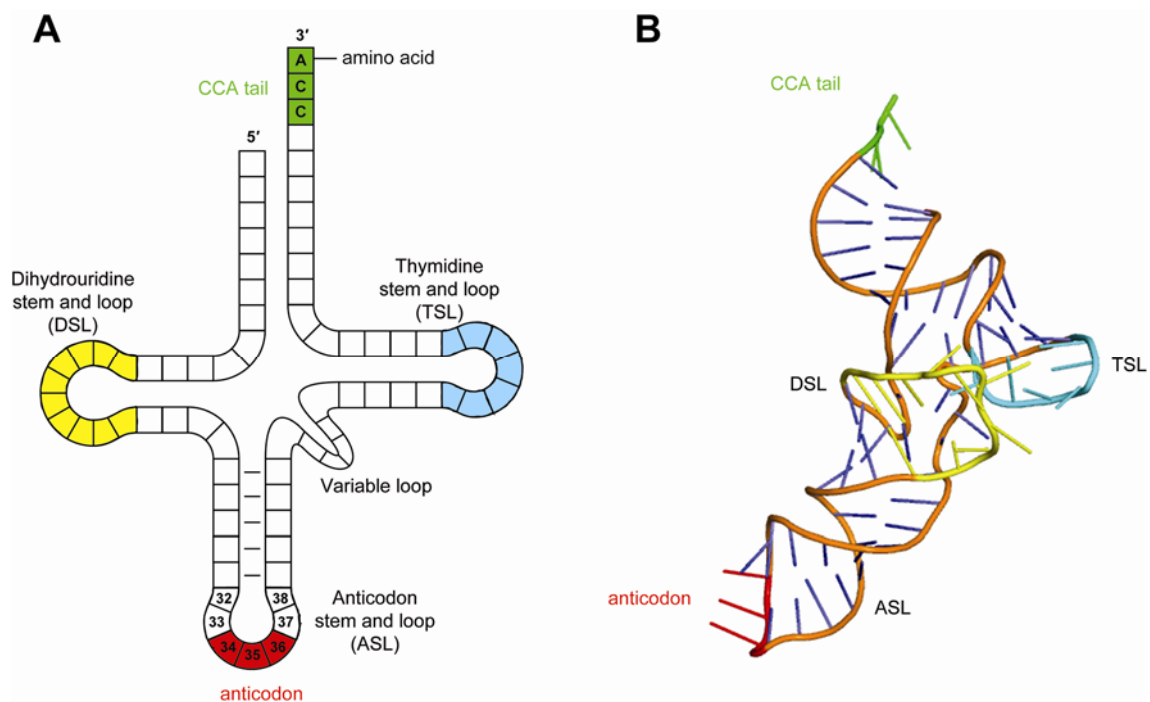 A
3′
A
amino acid
CCA tail
C
C
5′
Dihydrouridine
stem and loop
(DSL)
Thymidine
stem and loop
(TSL)
Variable loop
32
38
33
37
34
35
36
Anticodon
stem and loop
(ASL)
anticodon
B
CCA tail
DSL
TSL
anticodon
ASL